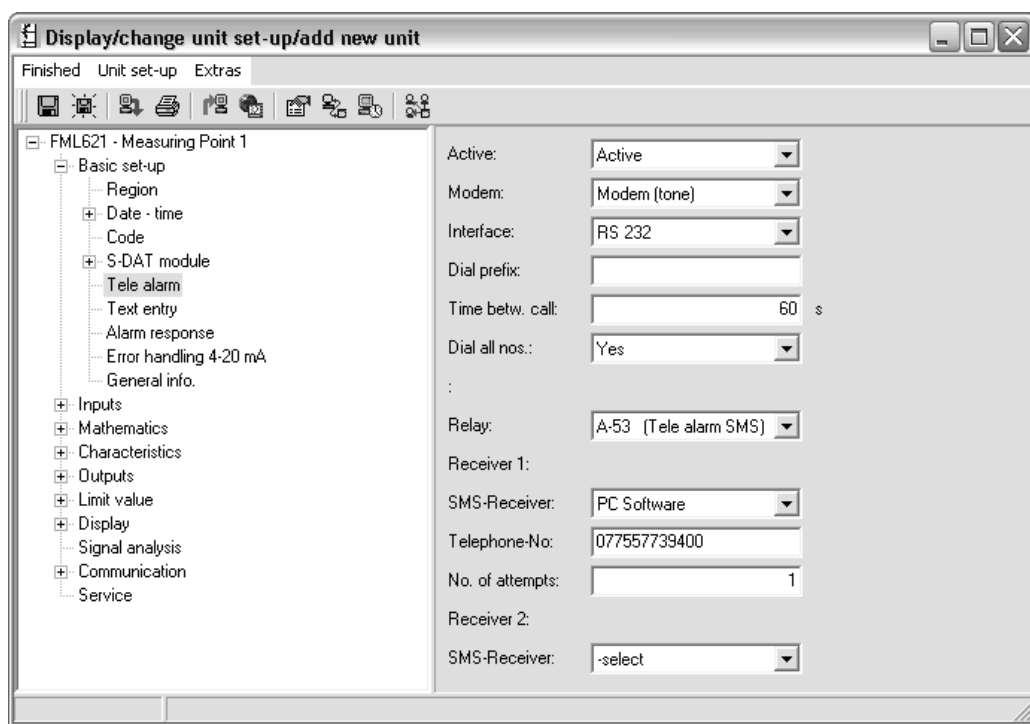 Display/change unit set-up/add new unit
Finished Unit set-up Extras
FML621 - Measuring Point 1
Basic set-up
Region
Date - time
Code
S-DAT module
Tele alarm
Text entry
Alarm response
Error handling 4-20 mA
General info.
Inputs
Mathematics
Characteristics
Outputs
Limit value
Display
Signal analysis
Communication
Service
Active: Active
Modem: Modem (tone)
Interface: RS 232
Dial prefix:
Time betw. call: 60 s
Dial all nos.: Yes
:
Relay: A-53 (Tele alarm SMS)
Receiver 1:
SMS-Receiver: PC Software
Telephone-No: 077557739400
No. of attempts: 1
Receiver 2:
SMS-Receiver: -select